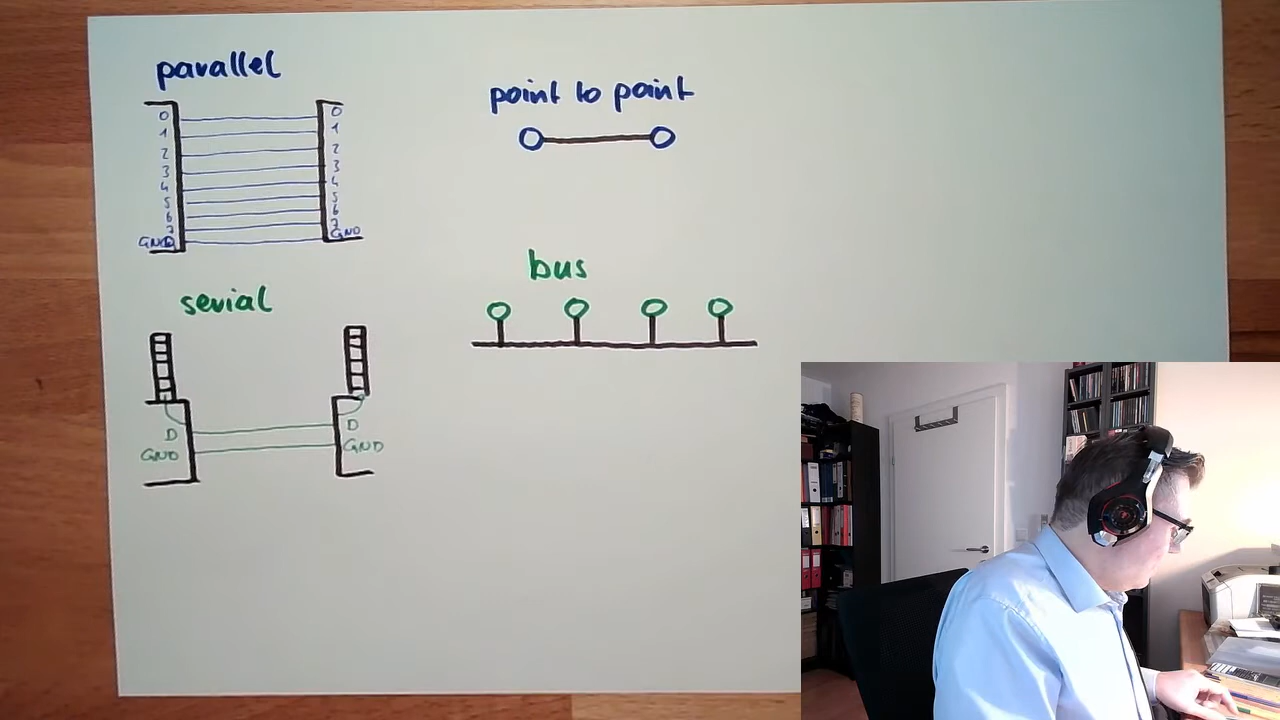 parallel
0 0
1 1
2 2
3 3
4 4
5 5
6 6
7 7
GND GND
serial
D D
GND GND
point to point
bus